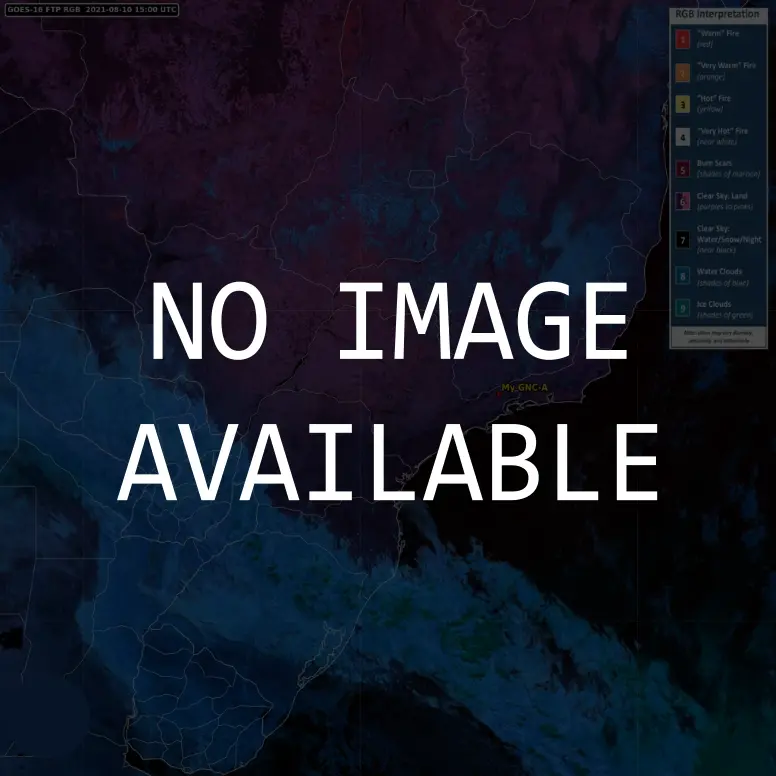 GOES-16 FTP RGB 2021-08-10 15:00 UTC
RGB Interpretation
1 "Warm" Fire
(red)
"Very Warm" Fire
(orange)
3 "Hot" Fire
(yellow)
4 "Very Hot" Fire
(near white)
5 Burn Scars
(shades of maroon)
6 Clear Sky: Land
(purples to pinks)
7 Clear Sky:
Water/Snow/Night
(near black)
8 Water Clouds
(shades of blue)
9 Ice Clouds
(shades of green)
NO IMAGE
My GNC-A
AVAILABLE